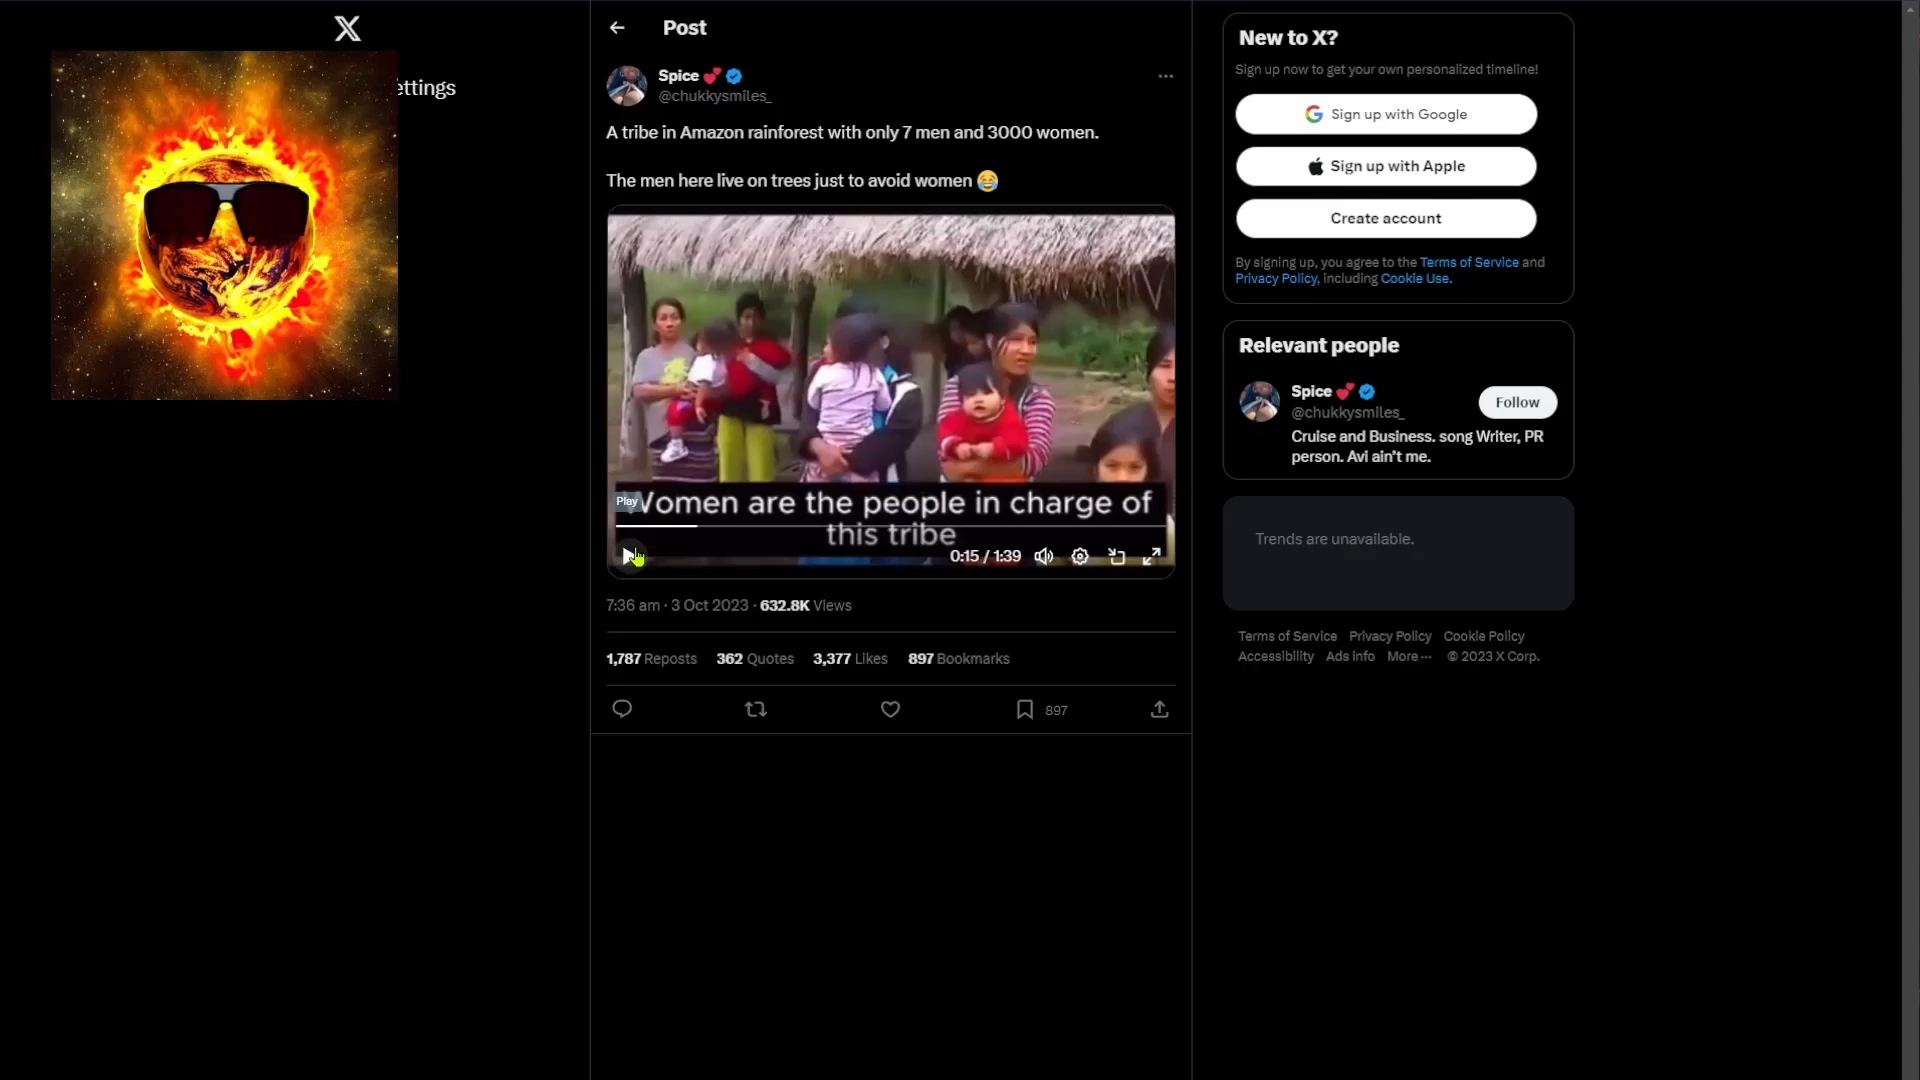 X
ettings
Post
Spice
@chukkysmiles_
A tribe in Amazon rainforest with only 7 men and 3000 women.
The men here live on trees just to avoid women 😂
Play
Women are the people in charge of
this tribe
0:15 / 1:39
7:36 am · 3 Oct 2023 · 632.8K Views
1,787 Reposts 362 Quotes 3,377 Likes 897 Bookmarks
897
New to X?
Sign up now to get your own personalized timeline!
Sign up with Google
Sign up with Apple
Create account
By signing up, you agree to the Terms of Service and
Privacy Policy, including Cookie Use.
Relevant people
Spice
@chukkysmiles_
Follow
Cruise and Business. song Writer, PR
person. Avi ain't me.
Trends are unavailable.
Terms of Service Privacy Policy Cookie Policy
Accessibility Ads info More ··· © 2023 X Corp.